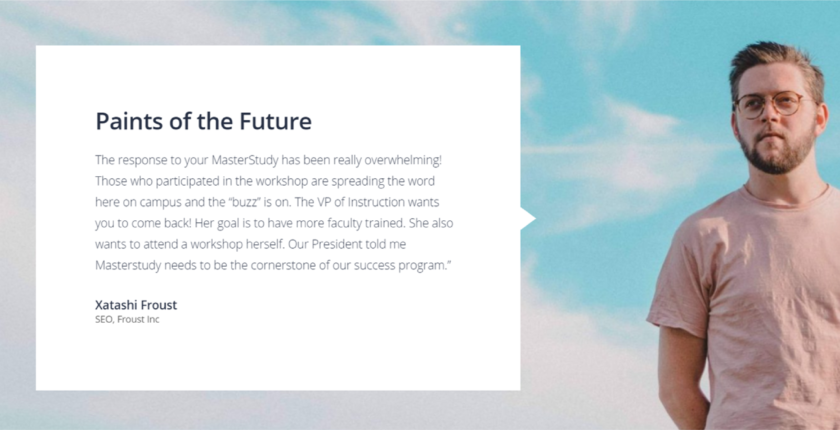 Paints of the Future
The response to your MasterStudy has been really overwhelming!
Those who participated in the workshop are spreading the word
here on campus and the “buzz” is on. The VP of Instruction wants
you to come back! Her goal is to have more faculty trained. She also
wants to attend a workshop herself. Our President told me
Masterstudy needs to be the cornerstone of our success program.”
Xatashi Froust
SEO, Froust Inc